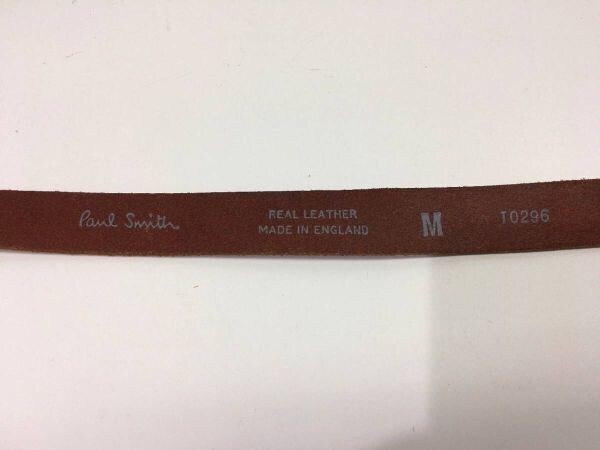 Paul Smith
REAL LEATHER
MADE IN ENGLAND
M
T0296